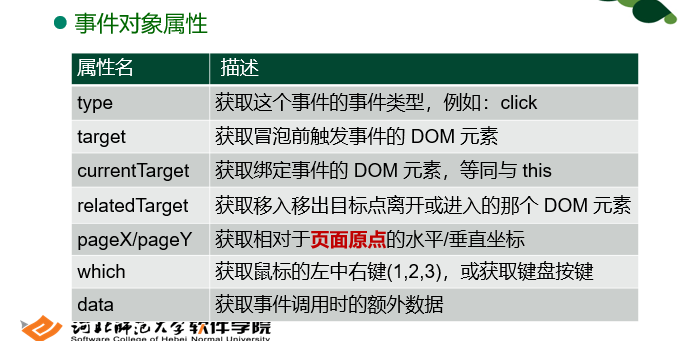 事件对象属性
属性名 描述
type 获取这个事件的事件类型，例如：click
target 获取冒泡前触发事件的 DOM 元素
currentTarget 获取绑定事件的 DOM 元素，等同与 this
relatedTarget 获取移入移出目标点离开或进入的那个 DOM 元素
pageX/pageY 获取相对于页面原点的水平/垂直坐标
which 获取鼠标的左中右键(1,2,3)，或获取键盘按键
data 获取事件调用时的额外数据
河北师范大学软件学院
Software College of Hebei Normal University